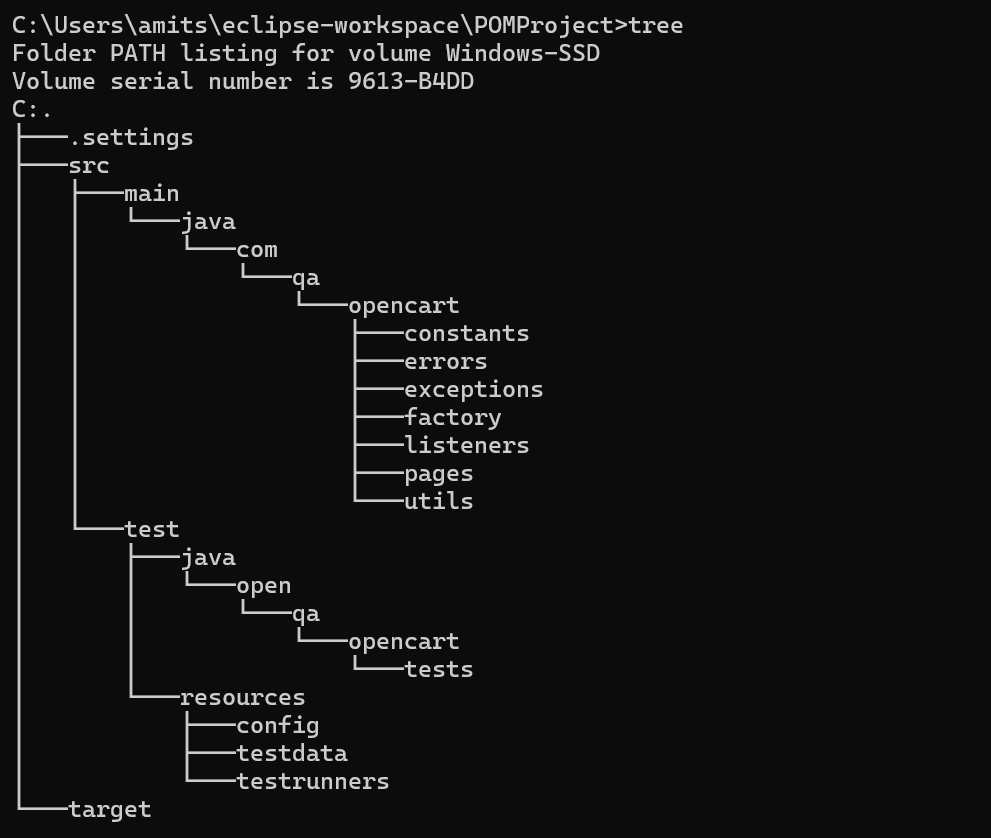 C:\Users\amits\eclipse-workspace\POMProject>tree
Folder PATH listing for volume Windows-SSD
Volume serial number is 9613-B4DD
C:.
├───.settings
├───src
│   ├───main
│   │   └───java
│   │       └───com
│   │           └───qa
│   │               └───opencart
│   │                   ├───constants
│   │                   ├───errors
│   │                   ├───exceptions
│   │                   ├───factory
│   │                   ├───listeners
│   │                   ├───pages
│   │                   └───utils
│   └───test
│       ├───java
│       │   └───open
│       │       └───qa
│       │           └───opencart
│       │               └───tests
│       └───resources
│           ├───config
│           ├───testdata
│           └───testrunners
└───target